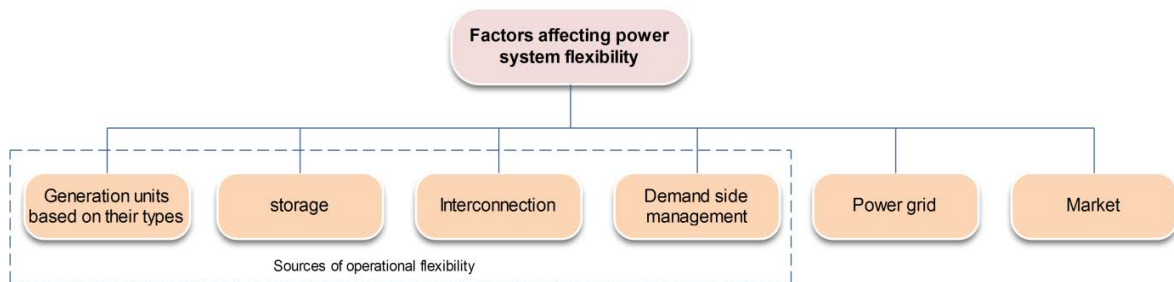 Factors affecting power
system flexibility
Generation units
based on their types
storage
Interconnection
Demand side
management
Power grid
Market
Sources of operational flexibility